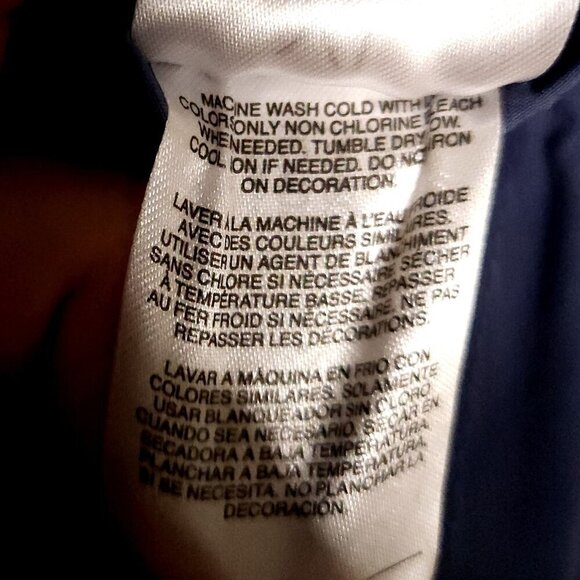 MACHINE WASH COLD WITH
COLORS ONLY NON CHLORINE
WHEN NEEDED. TUMBLE DRY IRON
COOL IRON IF NEEDED. DO NOT
ON DECORATION.
LAVER À LA MACHINE À L'EAU FROIDE
AVEC DES COULEURS SIMILAIRES.
UTILISER UN AGENT DE BLANCHIMENT
SANS CHLORE SI NÉCESSAIRE. SÉCHER
À TEMPÉRATURE BASSE. REPASSER
AU FER FROID SI NÉCESSAIRE. NE PAS
REPASSER LES DÉCORATIONS.
LAVAR A MÁQUINA EN FRIO CON
COLORES SIMILARES. SOLAMENTE
USAR BLANQUEADOR SIN CLORO
CUANDO SEA NECESARIO. SECAR EN
SECADORA A BAJA TEMPERATURA.
PLANCHAR A BAJA TEMPERATURA
SI SE NECESITA. NO PLANCHAR LA
DECORACIÓN.